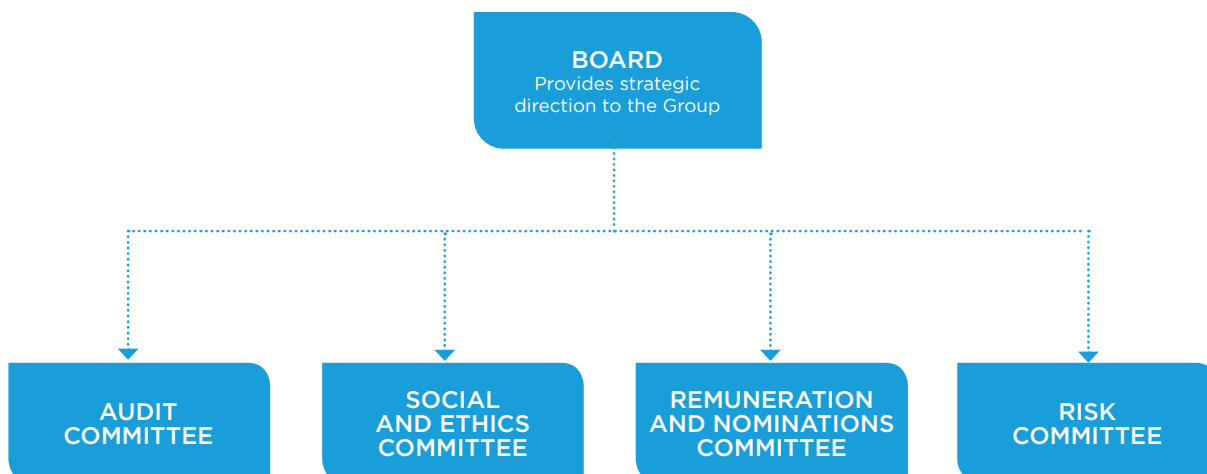 BOARD
Provides strategic
direction to the Group
AUDIT
COMMITTEE
SOCIAL
AND ETHICS
COMMITTEE
REMUNERATION
AND NOMINATIONS
COMMITTEE
RISK
COMMITTEE